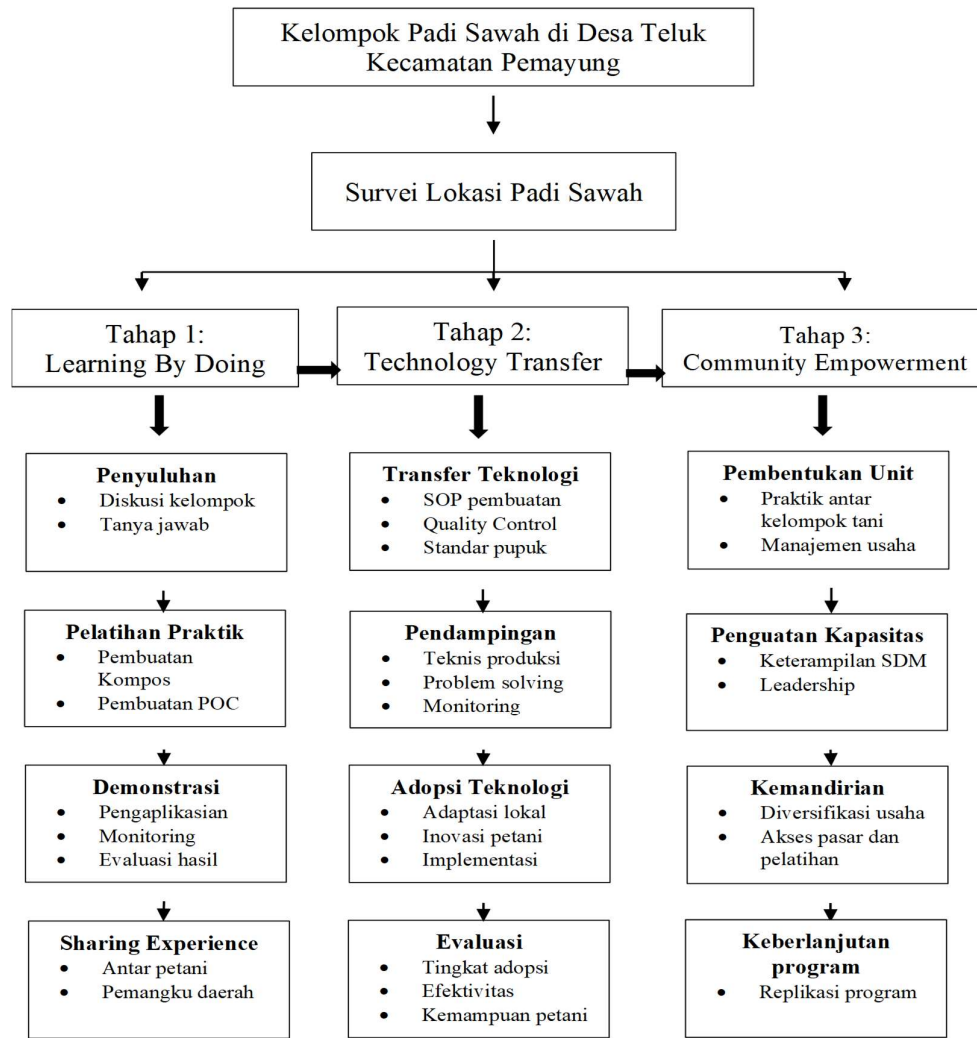 Kelompok Padi Sawah di Desa Teluk
Kecamatan Pemayung
Survei Lokasi Padi Sawah
Tahap 1:
Learning By Doing
Tahap 2:
Technology Transfer
Tahap 3:
Community Empowerment
Penyuluhan
• Diskusi kelompok
• Tanya jawab
Transfer Teknologi
• SOP pembuatan
• Quality Control
• Standar pupuk
Pembentukan Unit
• Praktik antar
kelompok tani
• Manajemen usaha
Pelatihan Praktik
• Pembuatan
Kompos
• Pembuatan POC
Pendampingan
• Teknis produksi
• Problem solving
• Monitoring
Penguatan Kapasitas
• Keterampilan SDM
• Leadership
Demonstrasi
• Pengaplikasian
• Monitoring
• Evaluasi hasil
Adopsi Teknologi
• Adaptasi lokal
• Inovasi petani
• Implementasi
Kemandirian
• Diversifikasi usaha
• Akses pasar dan
pelatihan
Sharing Experience
• Antar petani
• Pemangku daerah
Evaluasi
• Tingkat adopsi
• Efektivitas
• Kemampuan petani
Keberlanjutan
program
• Replikasi program